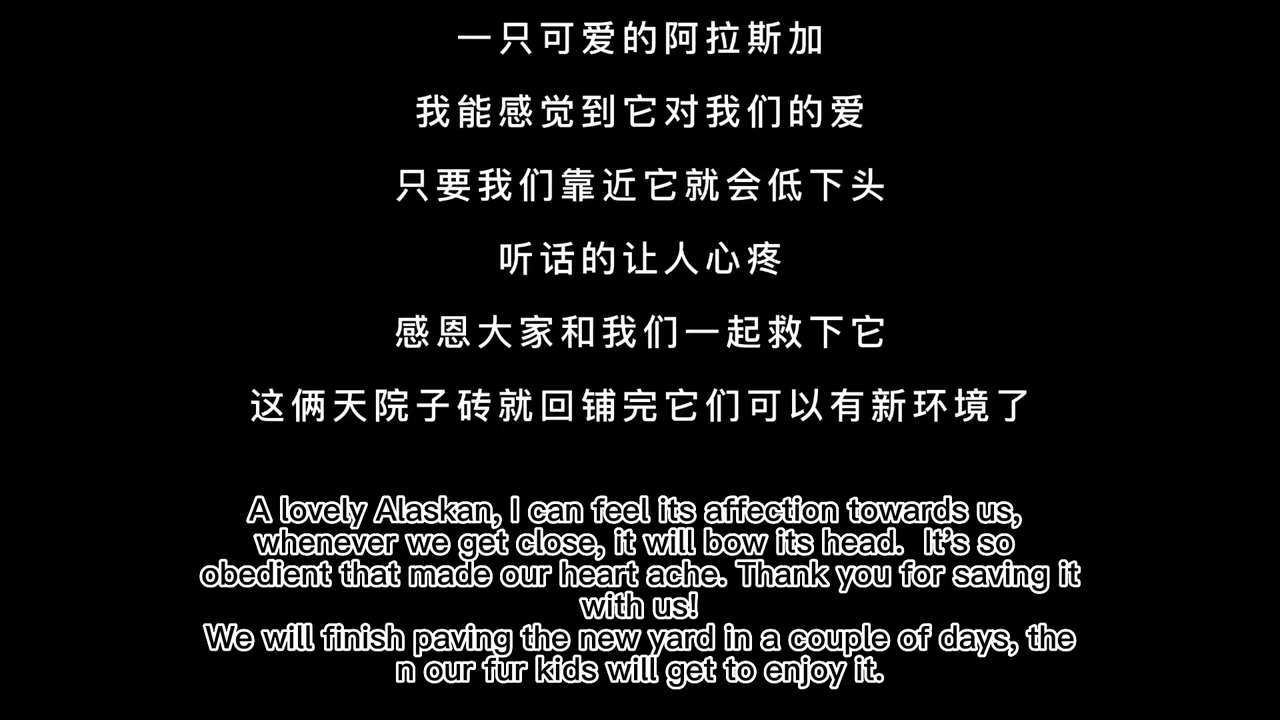 一只可爱的阿拉斯加
我能感觉到它对我们的爱
只要我们靠近它就会低下头
听话的让人心疼
感恩大家和我们一起救下它
这俩天院子砖就回铺完它们可以有新环境了
A lovely Alaskan, I can feel its affection towards us,
whenever we get close, it will bow its head.  It's so
obedient that made our heart ache. Thank you for saving it
with us!
We will finish paving the new yard in a couple of days, the
n our fur kids will get to enjoy it.